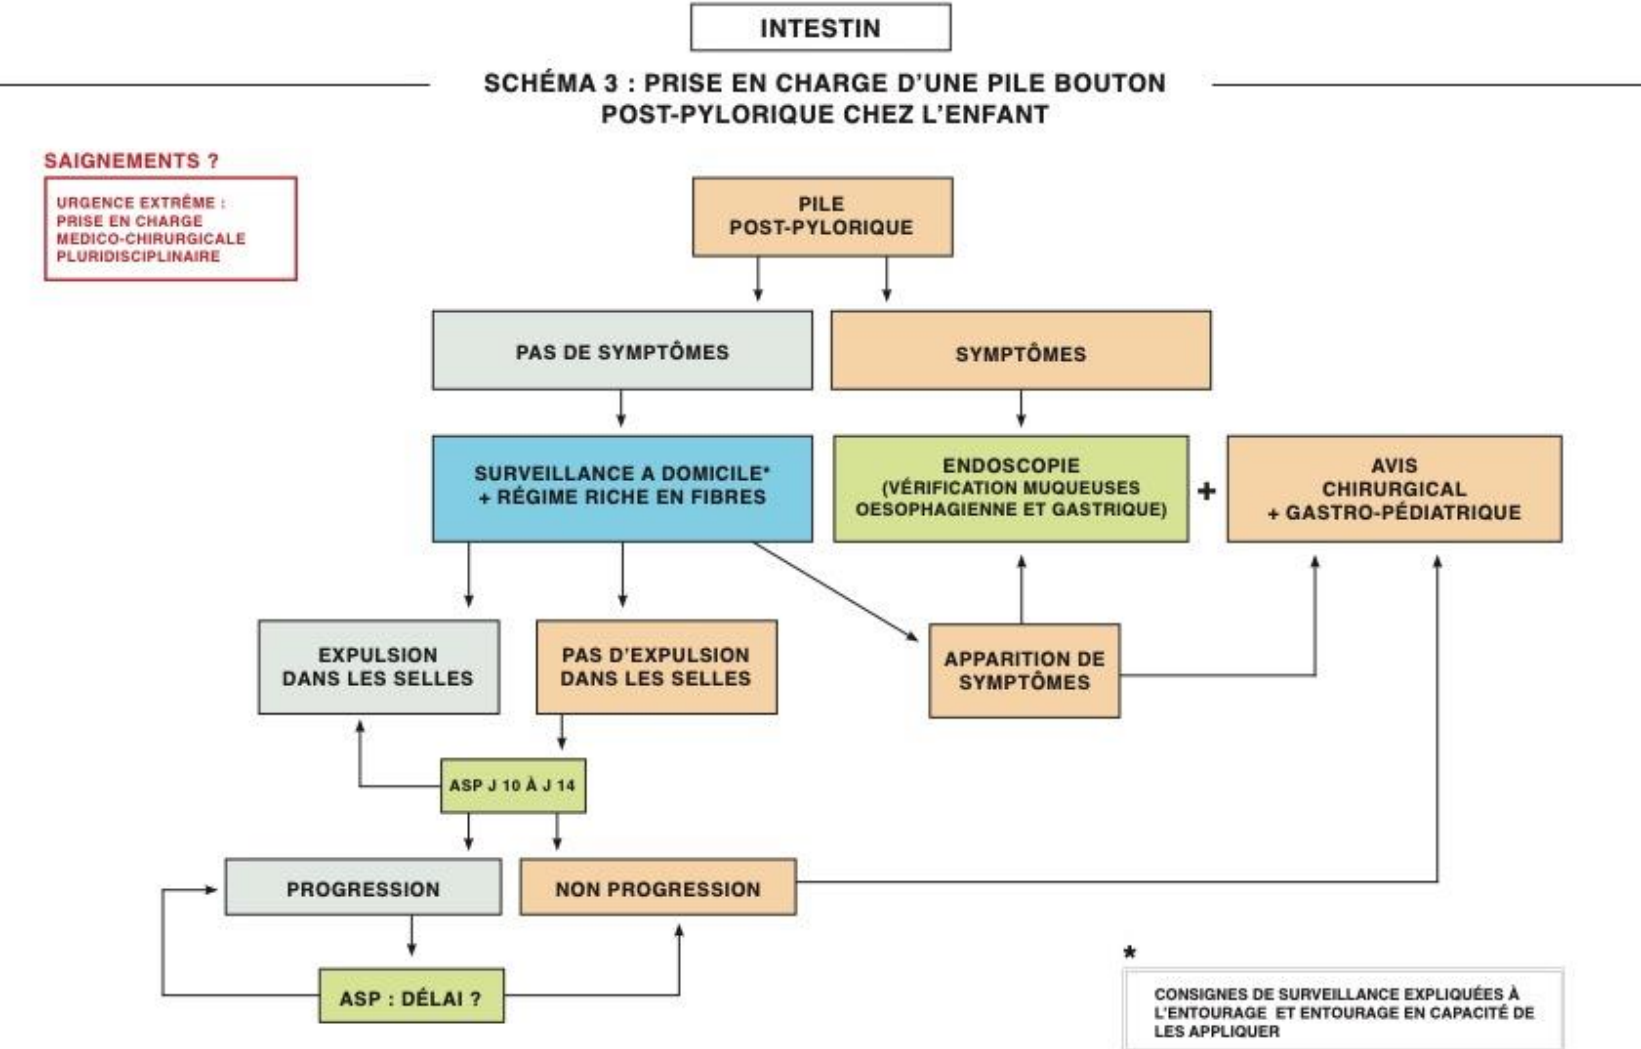 INTESTIN
SCHÉMA 3 : PRISE EN CHARGE D'UNE PILE BOUTON
POST-PYLORIQUE CHEZ L'ENFANT
SAIGNEMENTS ?
URGENCE EXTRÊME :
PRISE EN CHARGE
MEDICO-CHIRURGICALE
PLURIDISCIPLINAIRE
PILE
POST-PYLORIQUE
PAS DE SYMPTÔMES
SYMPTÔMES
SURVEILLANCE A DOMICILE*
+ RÉGIME RICHE EN FIBRES
ENDOSCOPIE
(VÉRIFICATION MUQUEUSES
OESOPHAGIENNE ET GASTRIQUE)
+
AVIS
CHIRURGICAL
+ GASTRO-PÉDIATRIQUE
EXPULSION
DANS LES SELLES
PAS D'EXPULSION
DANS LES SELLES
APPARITION DE
SYMPTÔMES
ASP J 10 À J 14
PROGRESSION
NON PROGRESSION
ASP : DÉLAI ?
*
CONSIGNES DE SURVEILLANCE EXPLIQUÉES À
L'ENTOURAGE ET ENTOURAGE EN CAPACITÉ DE
LES APPLIQUER